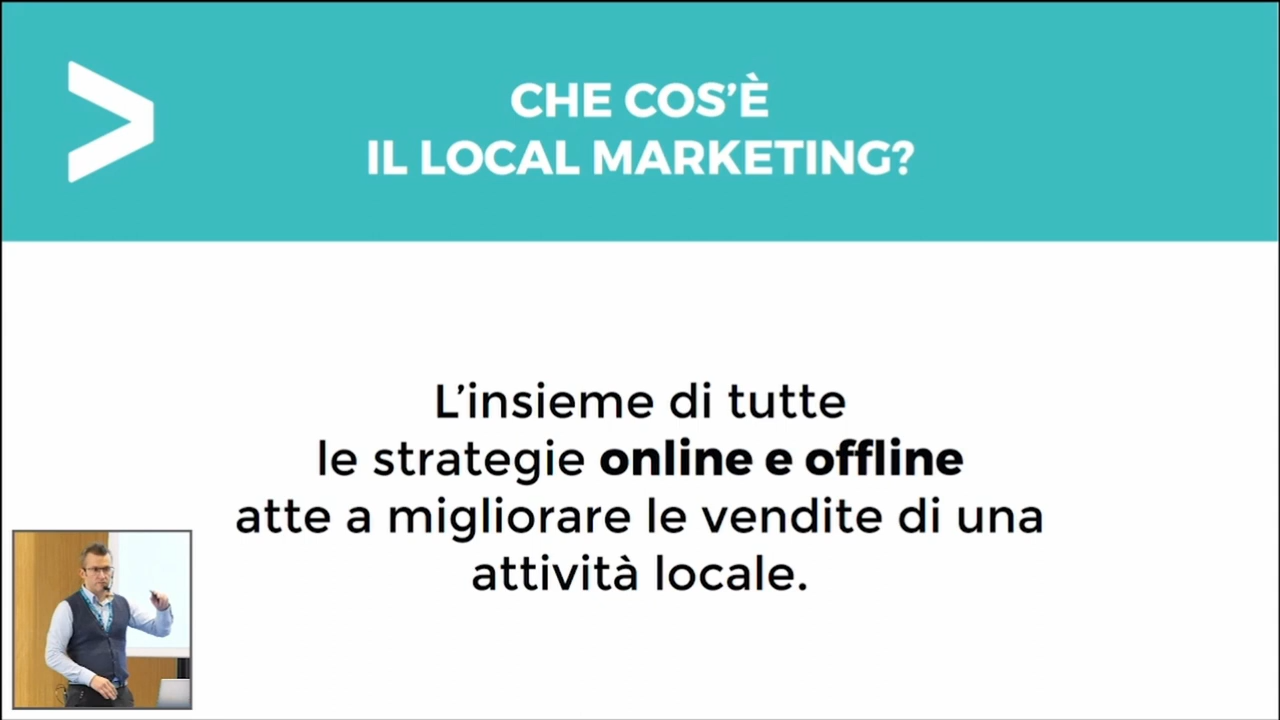 CHE COS’È
IL LOCAL MARKETING?
L’insieme di tutte
le strategie online e offline
atte a migliorare le vendite di una
attività locale.